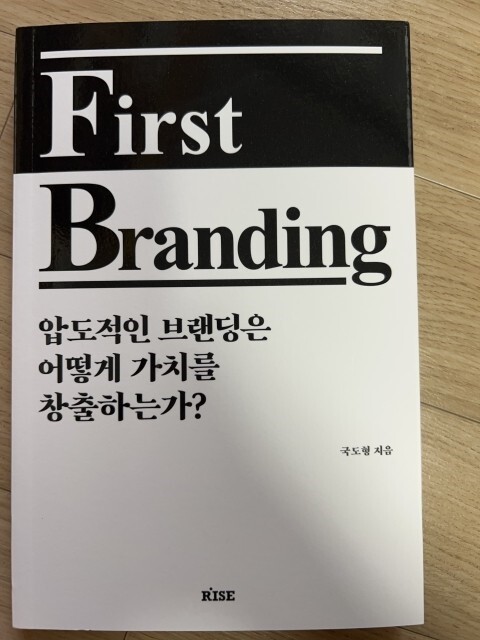 First
Branding
압도적인 브랜딩은
어떻게 가치를
창출하는가?
국도형 지음
RISE